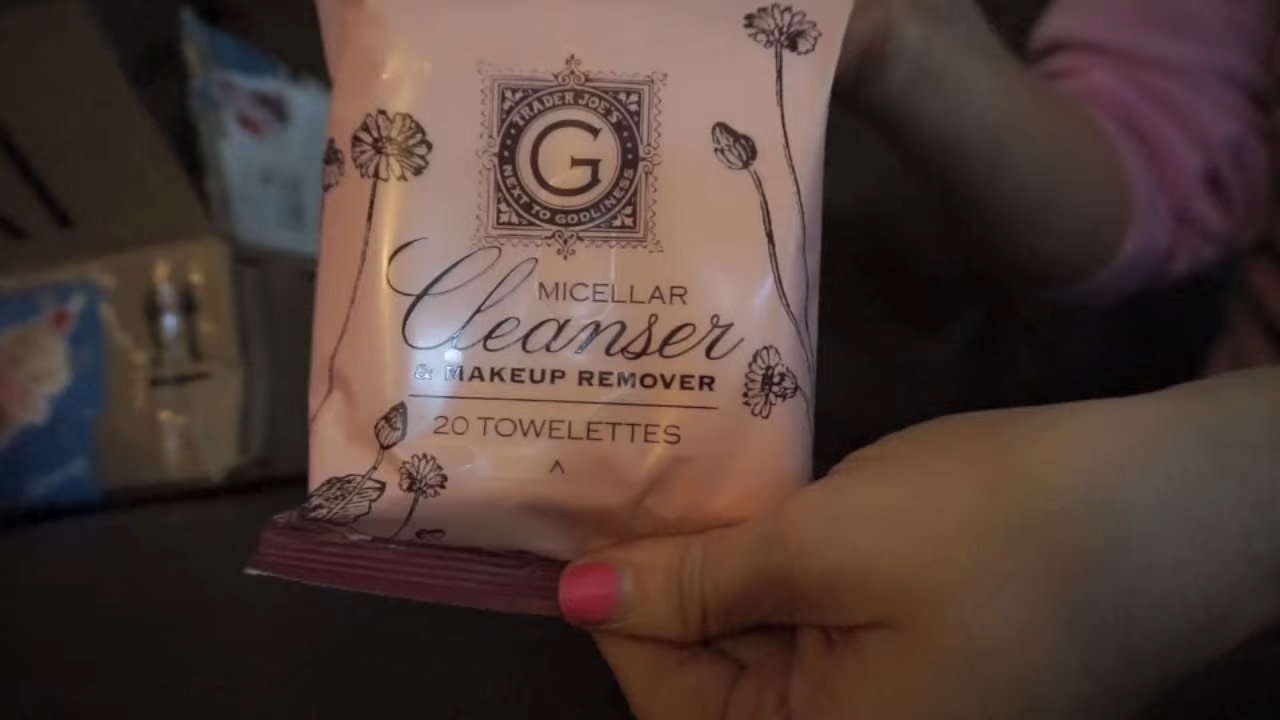 TRADER JOE'S
G
NEXT TO GODLINESS
MICELLAR
Cleanser
& MAKEUP REMOVER
20 TOWELETTES
^